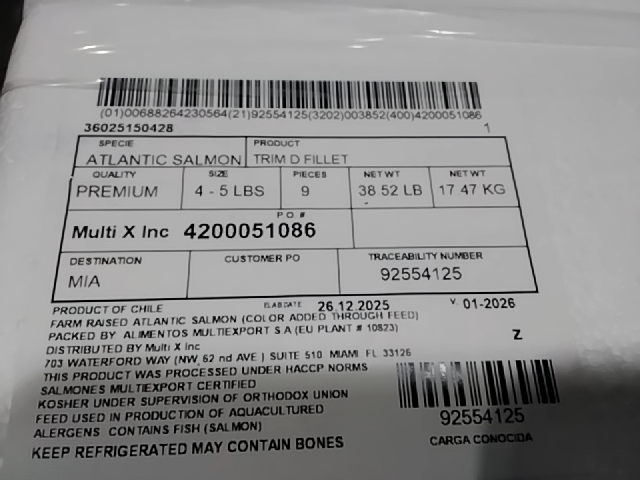 (01)00688264230564(21)92554125(3202)003852(400)4200051086
36025150428 1
SPECIE PRODUCT
ATLANTIC SALMON TRIM D FILLET
QUALITY SIZE PIECES NET WT NET WT
PREMIUM 4 - 5 LBS 9 38 52 LB 17 47 KG
P O #
Multi X Inc 4200051086
DESTINATION CUSTOMER PO TRACEABILITY NUMBER
MIA 92554125
PRODUCT OF CHILE ELAB DATE 26.12.2025 V. 01-2026
FARM RAISED ATLANTIC SALMON (COLOR ADDED THROUGH FEED)
PACKED BY ALIMENTOS MULTIEXPORT S A (EU PLANT # 10823) Z
DISTRIBUTED BY Multi X Inc
703 WATERFORD WAY (NW, 62 nd AVE ) SUITE 510 MIAMI FL 33126
THIS PRODUCT WAS PROCESSED UNDER HACCP NORMS
SALMONES MULTIEXPORT CERTIFIED
KOSHER UNDER SUPERVISION OF ORTHODOX UNION
FEED USED IN PRODUCTION OF AQUACULTURED
ALERGENS CONTAINS FISH (SALMON)
KEEP REFRIGERATED MAY CONTAIN BONES
92554125
CARGA CONOCIDA